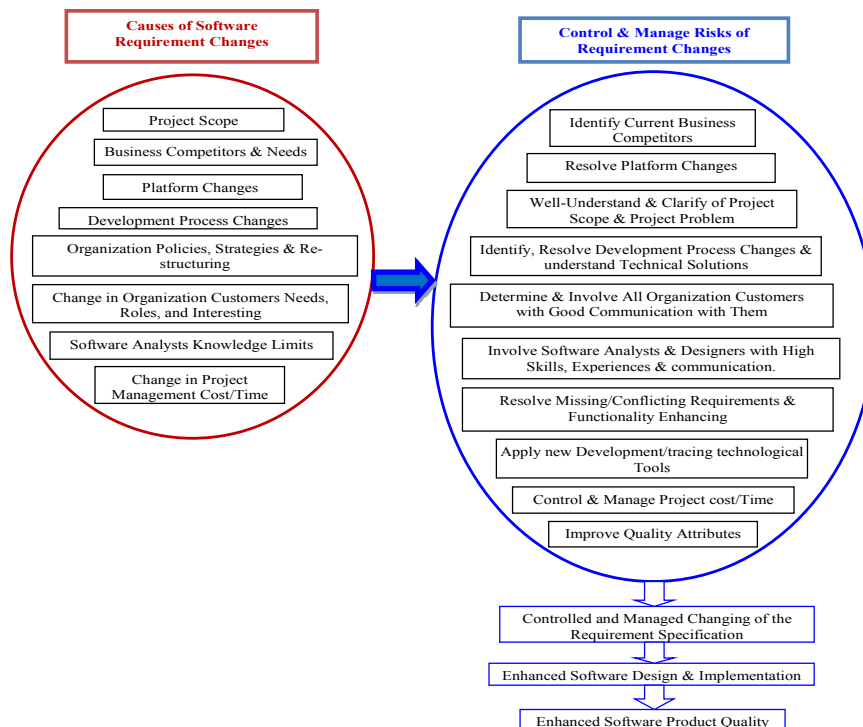 Causes of Software
Requirement Changes
Project Scope
Business Competitors & Needs
Platform Changes
Development Process Changes
Organization Policies, Strategies & Re-
structuring
Change in Organization Customers Needs,
Roles, and Interesting
Software Analysts Knowledge Limits
Change in Project
Management Cost/Time
Control & Manage Risks of
Requirement Changes
Identify Current Business
Competitors
Resolve Platform Changes
Well-Understand & Clarify of Project
Scope & Project Problem
Identify, Resolve Development Process Changes &
understand Technical Solutions
Determine & Involve All Organization Customers
with Good Communication with Them
Involve Software Analysts & Designers with High
Skills, Experiences & communication.
Resolve Missing/Conflicting Requirements &
Functionality Enhancing
Apply new Development/tracing technological
Tools
Control & Manage Project cost/Time
Improve Quality Attributes
Controlled and Managed Changing of the
Requirement Specification
Enhanced Software Design & Implementation
Enhanced Software Product Quality